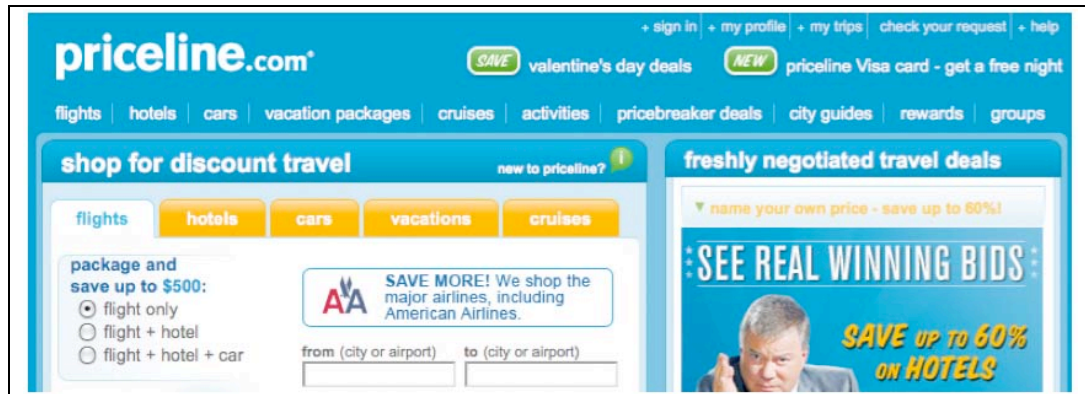 + sign in + my profile + my trips check your request + help
priceline.com®
SAVE valentine's day deals NEW priceline Visa card - get a free night
flights hotels cars vacation packages cruises activities pricebreaker deals city guides rewards groups
shop for discount travel new to priceline? i
flights hotels cars vacations cruises
package and
save up to $500:
flight only
flight + hotel
flight + hotel + car
AA
SAVE MORE! We shop the
major airlines, including
American Airlines.
from (city or airport) to (city or airport)
freshly negotiated travel deals
name your own price - save up to 60%!
SEE REAL WINNING BIDS
SAVE UP TO 60%
ON HOTELS